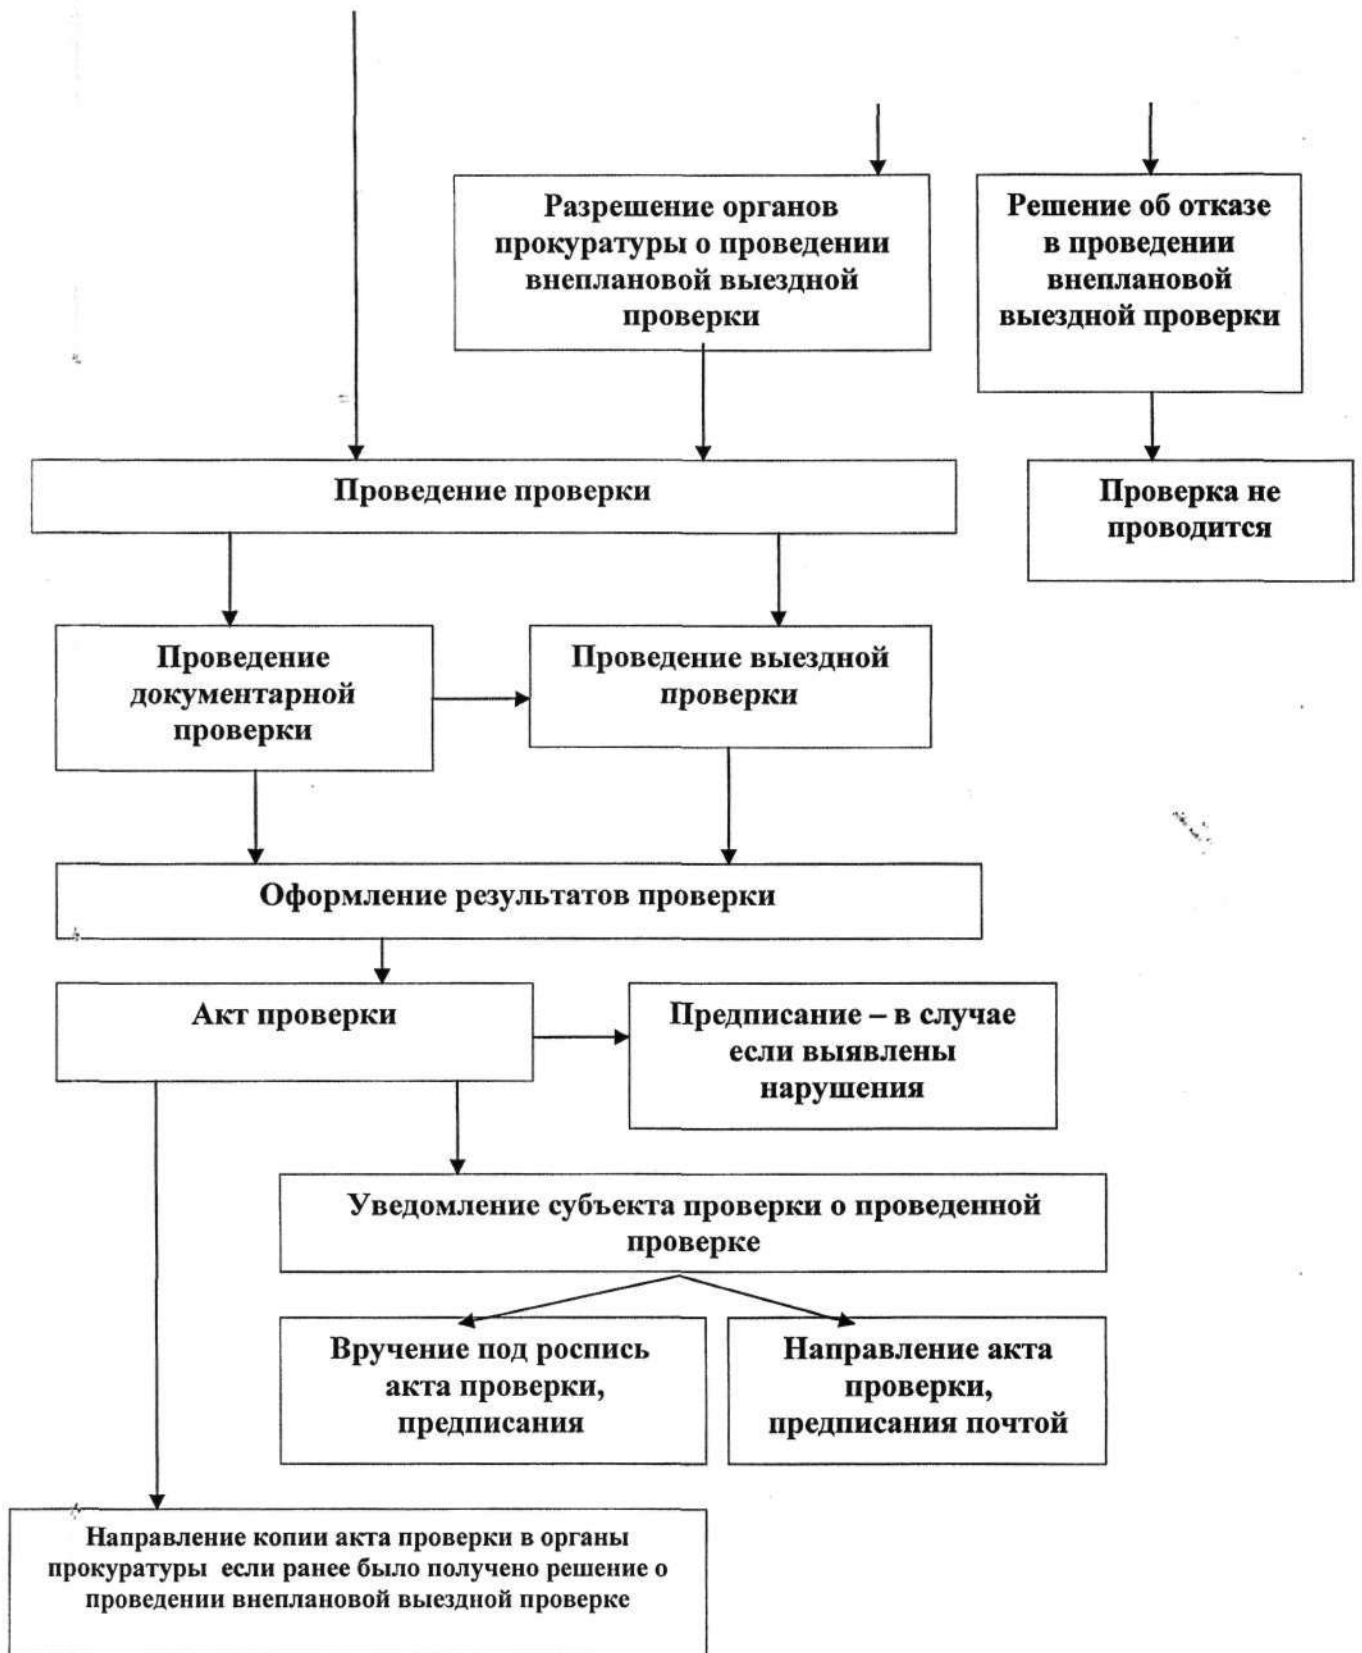 Разрешение органов
прокуратуры о проведении
внеплановой выездной
проверки
Решение об отказе
в проведении
внеплановой
выездной проверки
Проведение проверки
Проверка не
проводится
Проведение
документарной
проверки
Проведение выездной
проверки
Оформление результатов проверки
Акт проверки
Предписание – в случае
если выявлены
нарушения
Уведомление субъекта проверки о проведенной
проверке
Вручение под роспись
акта проверки,
предписания
Направление акта
проверки,
предписания почтой
Направление копии акта проверки в органы
прокуратуры если ранее было получено решение о
проведении внеплановой выездной проверке